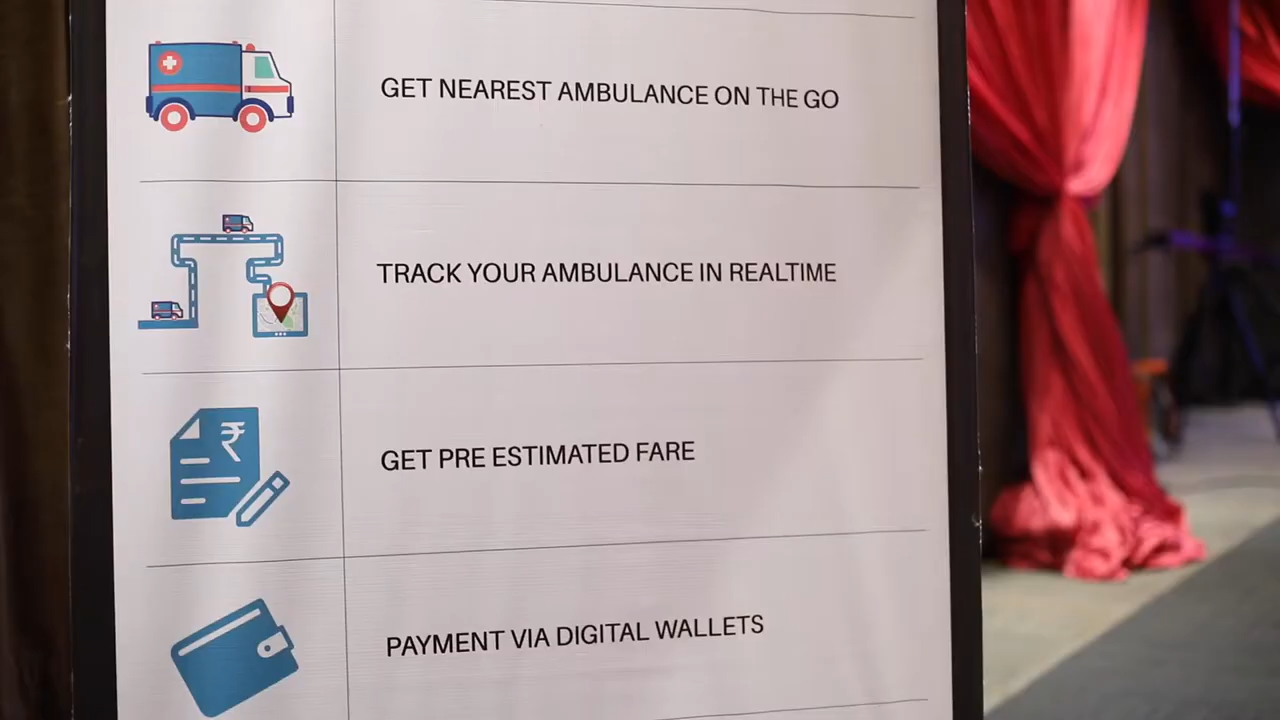 GET NEAREST AMBULANCE ON THE GO
TRACK YOUR AMBULANCE IN REALTIME
₹
GET PRE ESTIMATED FARE
PAYMENT VIA DIGITAL WALLETS